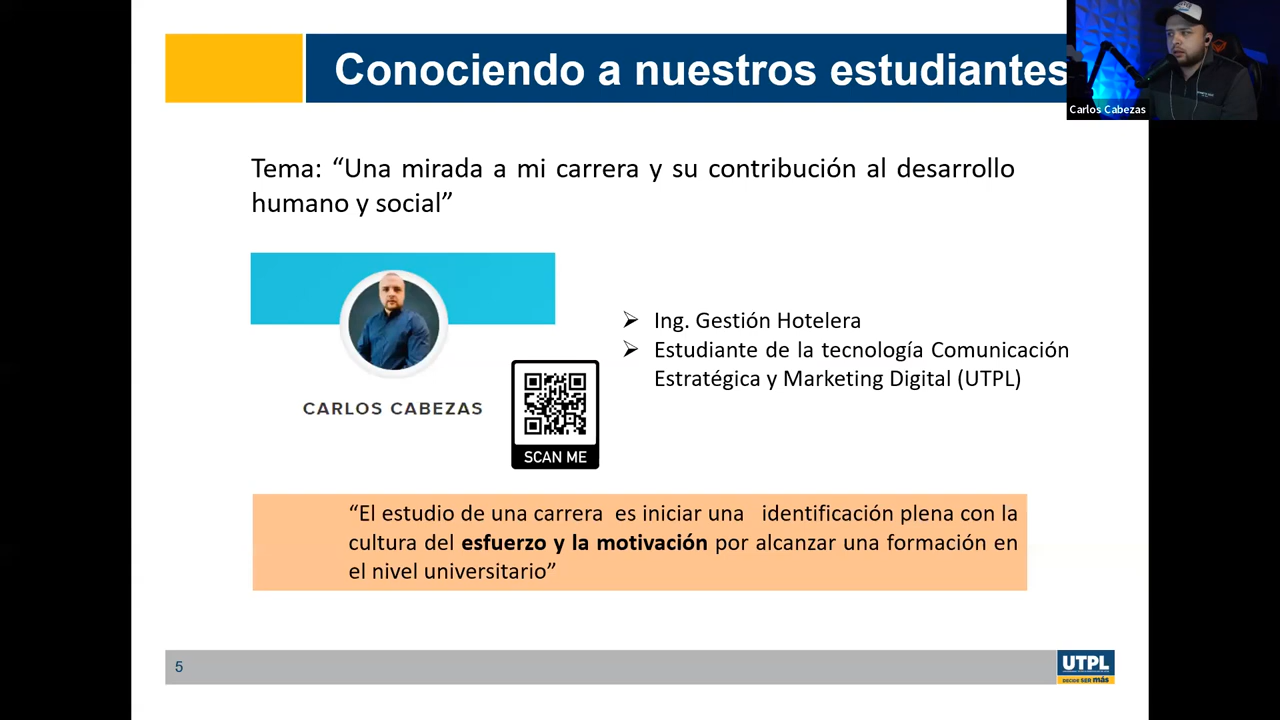 Conociendo a nuestros estudiantes
Carlos Cabezas
Tema: “Una mirada a mi carrera y su contribución al desarrollo
humano y social”
CARLOS CABEZAS
SCAN ME
➢ Ing. Gestión Hotelera
➢ Estudiante de la tecnología Comunicación
Estratégica y Marketing Digital (UTPL)
“El estudio de una carrera es iniciar una identificación plena con la
cultura del esfuerzo y la motivación por alcanzar una formación en
el nivel universitario”
5
UTPL
DECIDE SER más